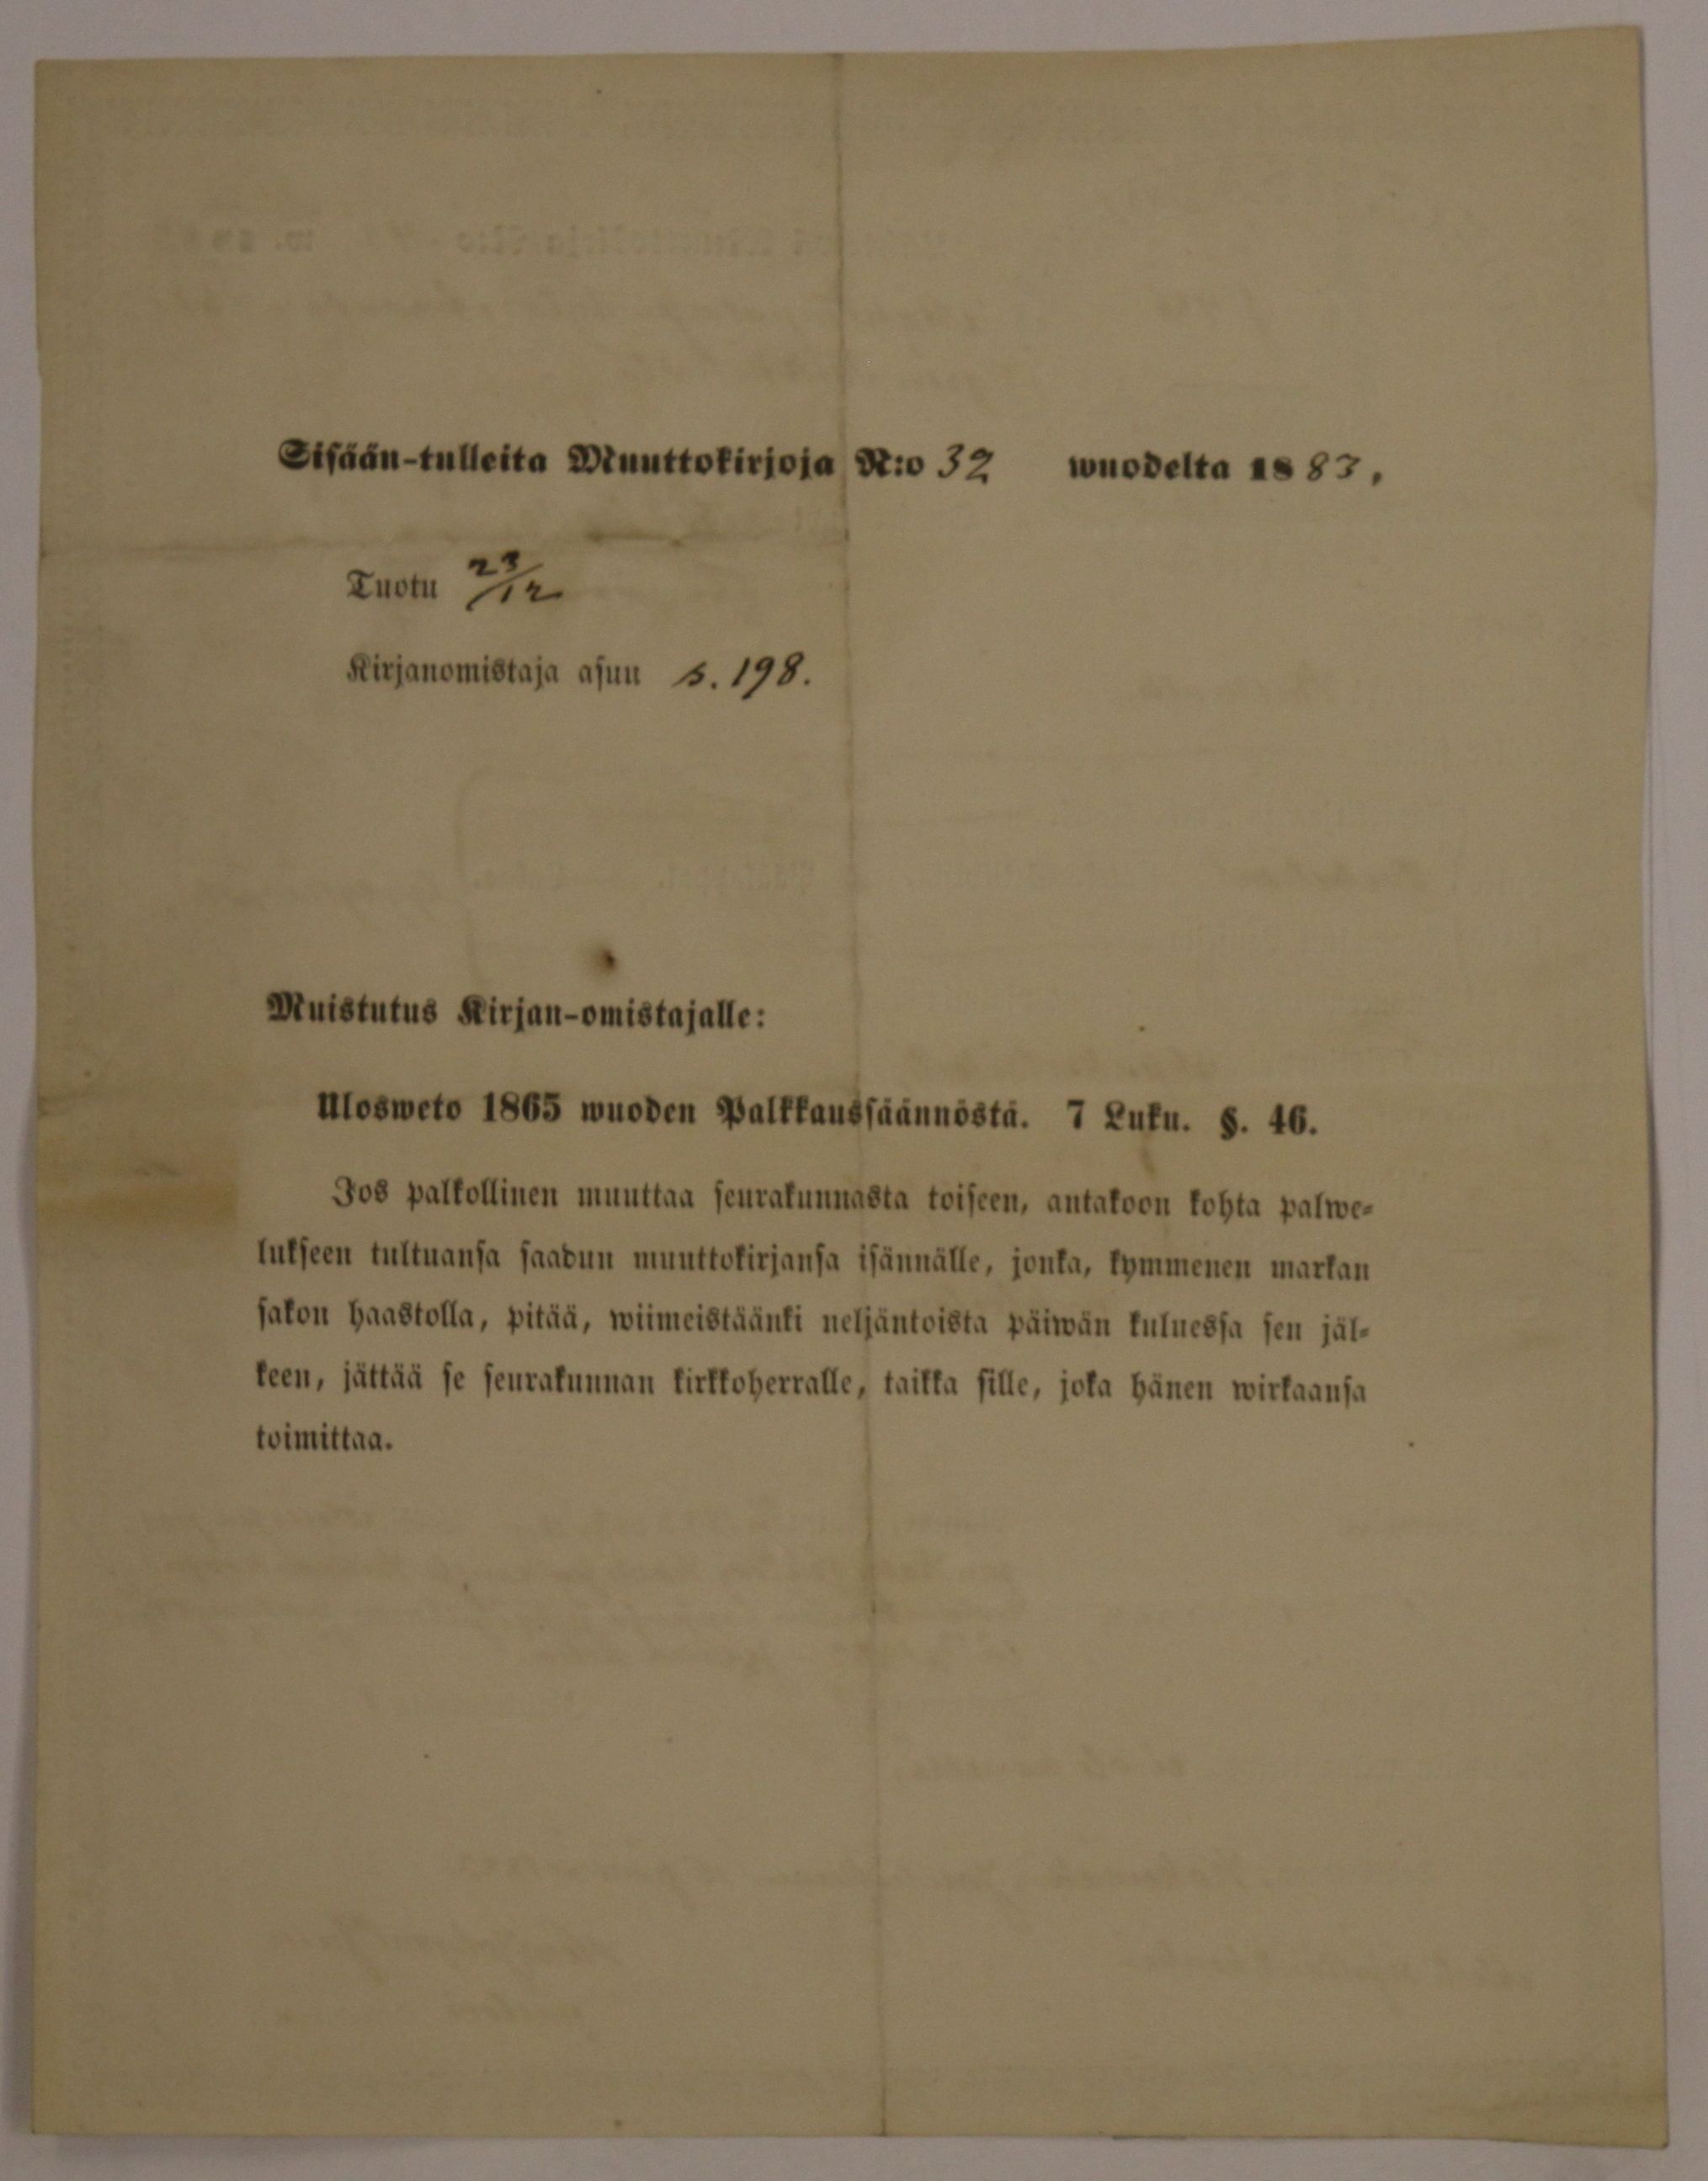 Sisään-tulleita Muuttokirjoja N:o 32 wuodelta 1883,
Tuotu 23/12
Kirjanomistaja asuu s. 198.
Muistutus Kirjan-omistajalle:
Ulosweto 1865 wuoden Palkkaussäännöstä. 7 Luku. §. 46.
Jos palkollinen muuttaa seurakunnasta toiseen, antakoon kohta palwe-
lukseen tultuansa saadun muuttokirjansa isännälle, jonka, kymmenen markan
sakon haastolla, pitää, wiimeistäänki neljäntoista päiwän kuluessa sen jäl-
keen, jättää se seurakunnan kirkkoherralle, taikka sille, joka hänen wirkaansa
toimittaa.